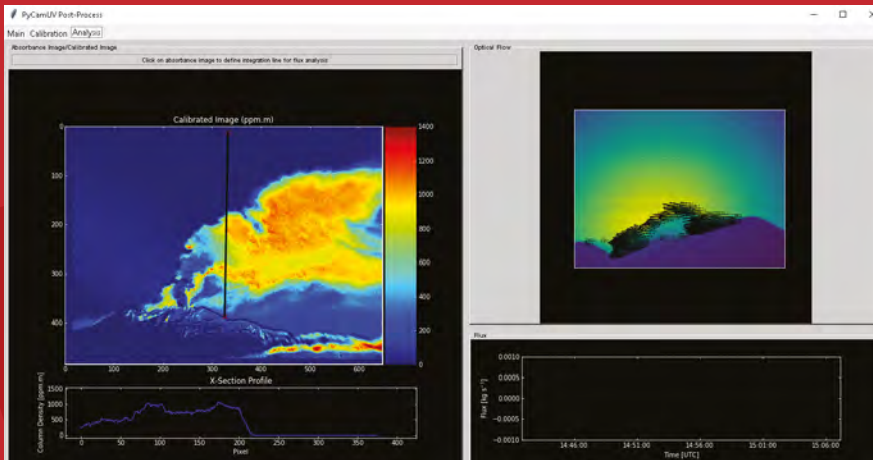 PyCamUV Post-Process
Main Calibration Analysis
Absorbance Image/Calibrated Image
Click on absorbance image to define integration line for flux analysis
Calibrated Image (ppm.m)
0
100
200
300
400
0 100 200 300 400 500 600
1400
1200
1000
800
600
400
200
0
X-Section Profile
Column Density [ppm.m]
1500
1000
500
0
0 50 100 150 200 250 300 350 400
Pixel
Optical Flow
Flux
Flux [kg s⁻¹]
0.0010
0.0005
0.0000
−0.0005
−0.0010
14:46:00 14:51:00 14:56:00 15:01:00 15:06:00
Time [UTC]